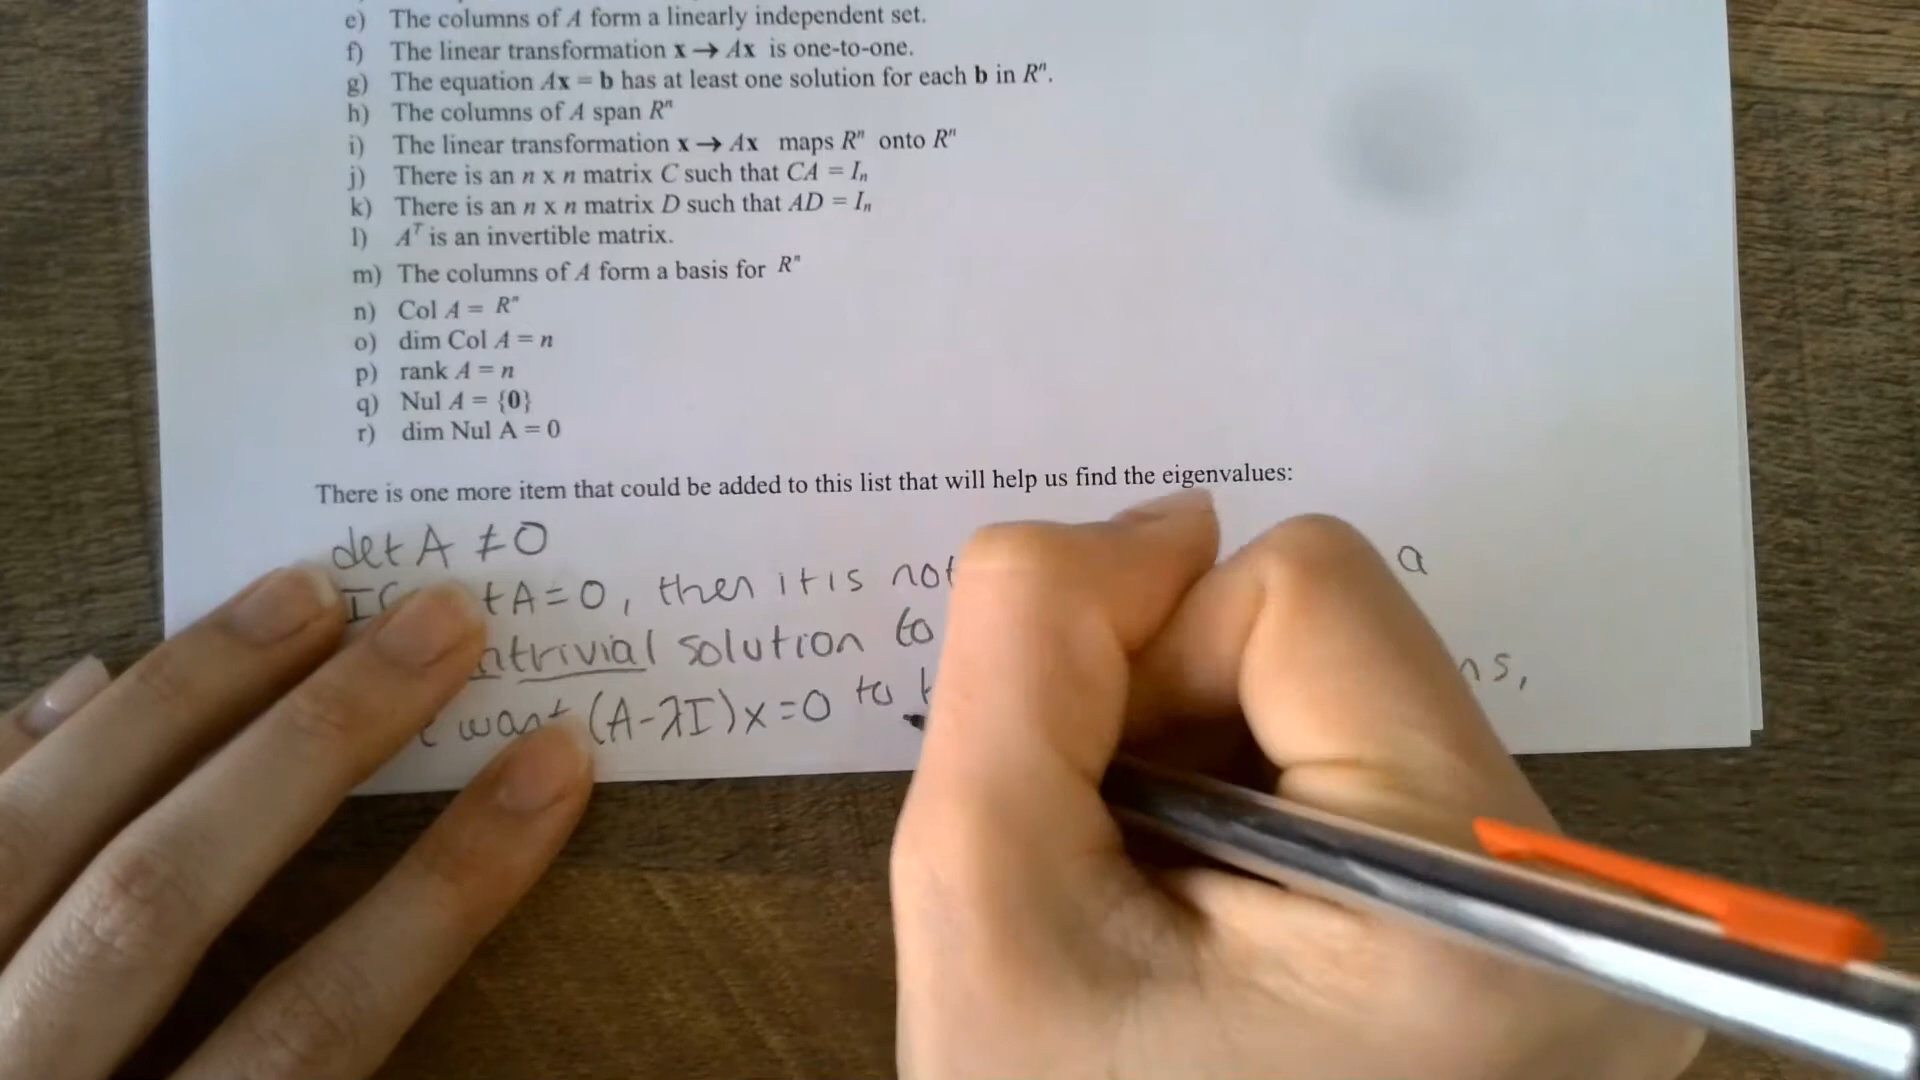 e) The columns of A form a linearly independent set.
f) The linear transformation x → Ax is one-to-one.
g) The equation Ax = b has at least one solution for each b in Rⁿ.
h) The columns of A span Rⁿ
i) The linear transformation x → Ax maps Rⁿ onto Rⁿ
j) There is an n x n matrix C such that CA = Iₙ
k) There is an n x n matrix D such that AD = Iₙ
l) Aᵀ is an invertible matrix.
m) The columns of A form a basis for Rⁿ
n) Col A = Rⁿ
o) dim Col A = n
p) rank A = n
q) Nul A = {0}
r) dim Nul A = 0
There is one more item that could be added to this list that will help us find the eigenvalues:
det A ≠ 0
tA=0, then it is not a
ntrivial solution to ns,
want (A-λI)x=0 to